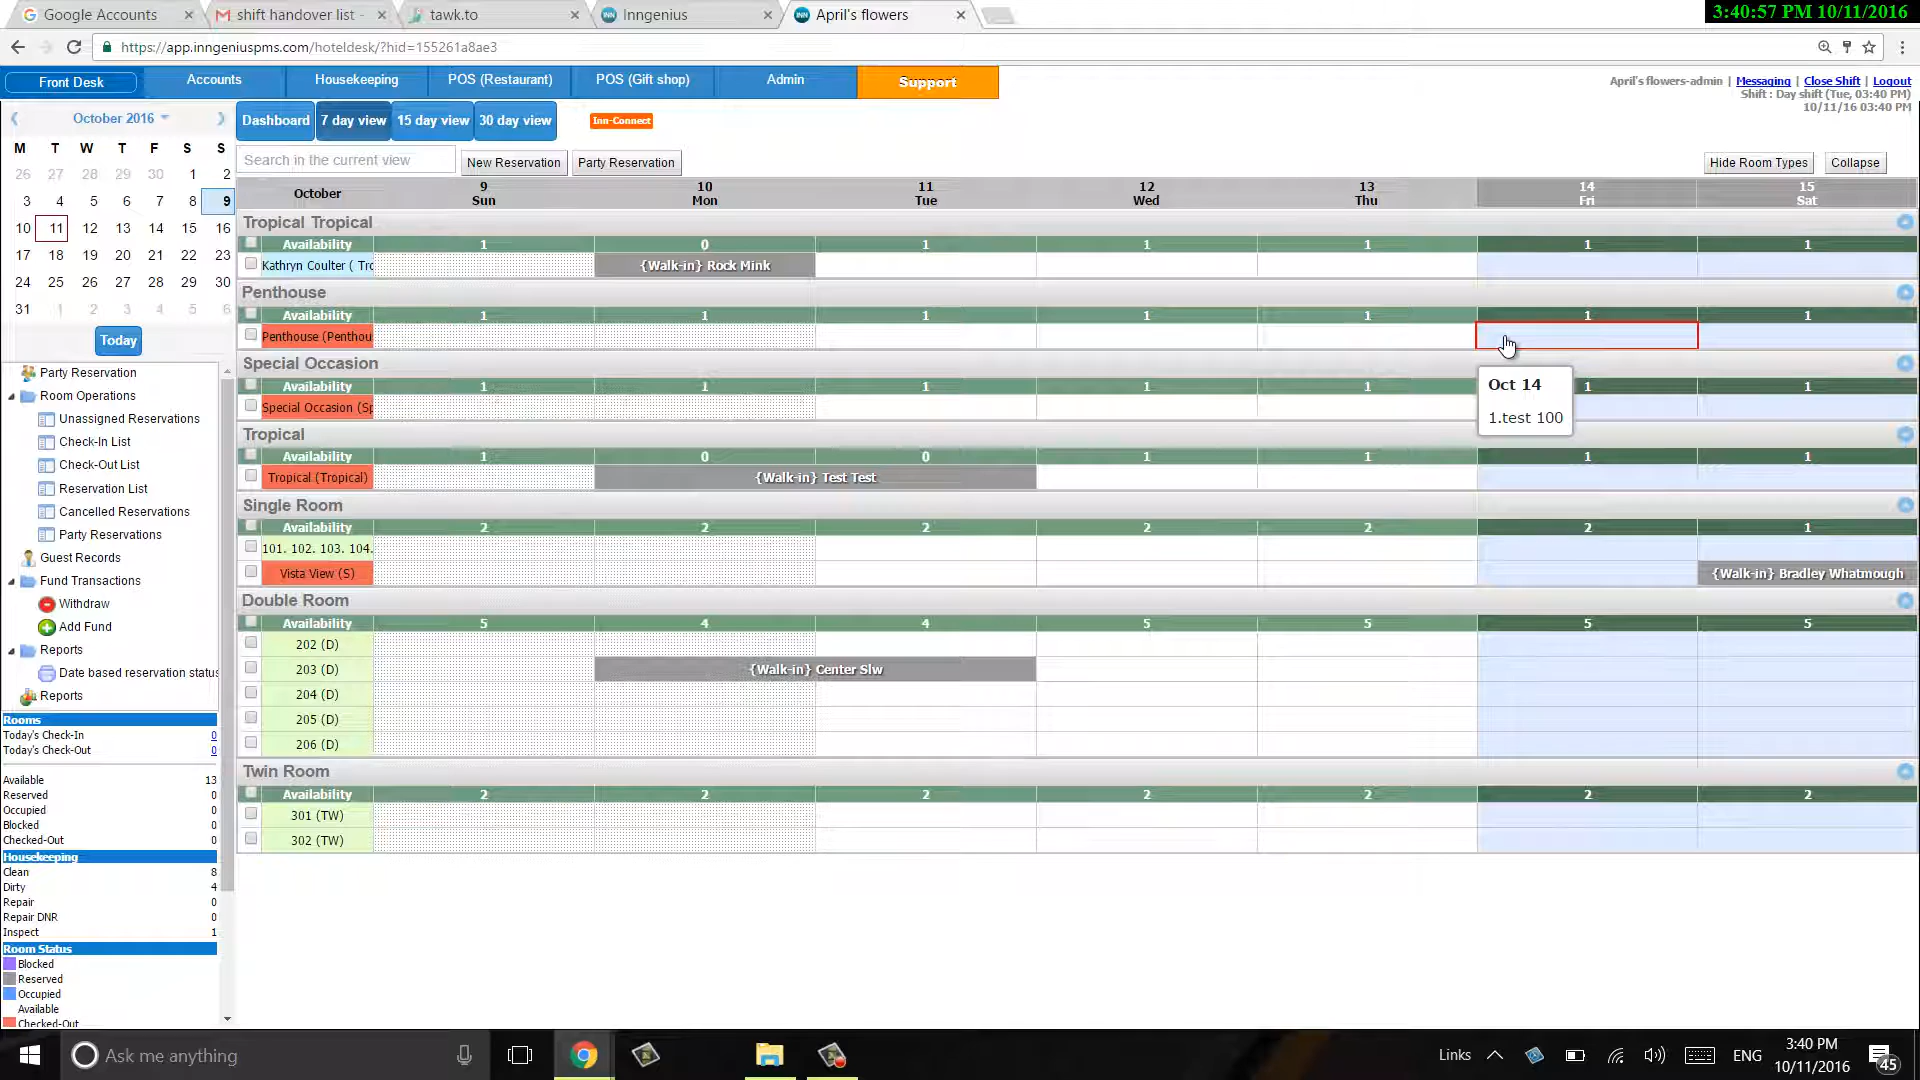 Google Accounts
shift handover list -
tawk.to
Inngenius
April's flowers
3:40:57 PM 10/11/2016
https://app.inngeniuspms.com/hoteldesk/?hid=155261a8ae3
Front Desk
Accounts
Housekeeping
POS (Restaurant)
POS (Gift shop)
Admin
Support
April's flowers-admin | Messaging | Close Shift | Logout
Shift : Day shift (Tue, 03:40 PM)
10/11/16 03:40 PM
October 2016
Dashboard
7 day view
15 day view
30 day view
Inn-Connect
Search in the current view
New Reservation
Party Reservation
Hide Room Types
Collapse
M T W T F S S
26 27 28 29 30 1 2
3 4 5 6 7 8 9
10 11 12 13 14 15 16
17 18 19 20 21 22 23
24 25 26 27 28 29 30
31 1 2 3 4 5 6
Today
Party Reservation
Room Operations
Unassigned Reservations
Check-In List
Check-Out List
Reservation List
Cancelled Reservations
Party Reservations
Guest Records
Fund Transactions
Withdraw
Add Fund
Reports
Date based reservation status
Reports
Rooms
Today's Check-In 0
Today's Check-Out 0
Available 13
Reserved 0
Occupied 0
Blocked 0
Checked-Out 0
Housekeeping
Clean 8
Dirty 4
Repair 0
Repair DNR 0
Inspect 1
Room Status
Blocked
Reserved
Occupied
Available
Checked-Out
October
9 10 11 12 13 14 15
Sun Mon Tue Wed Thu Fri Sat
Tropical Tropical
Availability 1 0 1 1 1 1 1
Kathryn Coulter ( Tro
{Walk-in} Rock Mink
Penthouse
Availability 1 1 1 1 1 1 1
Penthouse (Penthou
Special Occasion
Oct 14
1.test 100
Availability 1 1 1 1 1 1 1
Special Occasion (Sp
Tropical
Availability 1 0 0 1 1 1 1
Tropical (Tropical)
{Walk-in} Test Test
Single Room
Availability 2 2 2 2 2 2 1
101. 102. 103. 104.
Vista View (S)
{Walk-in} Bradley Whatmough
Double Room
Availability 5 4 4 5 5 5 5
202 (D)
203 (D)
{Walk-in} Center Slw
204 (D)
205 (D)
206 (D)
Twin Room
Availability 2 2 2 2 2 2 2
301 (TW)
302 (TW)
Ask me anything
Links
ENG
3:40 PM
10/11/2016
45